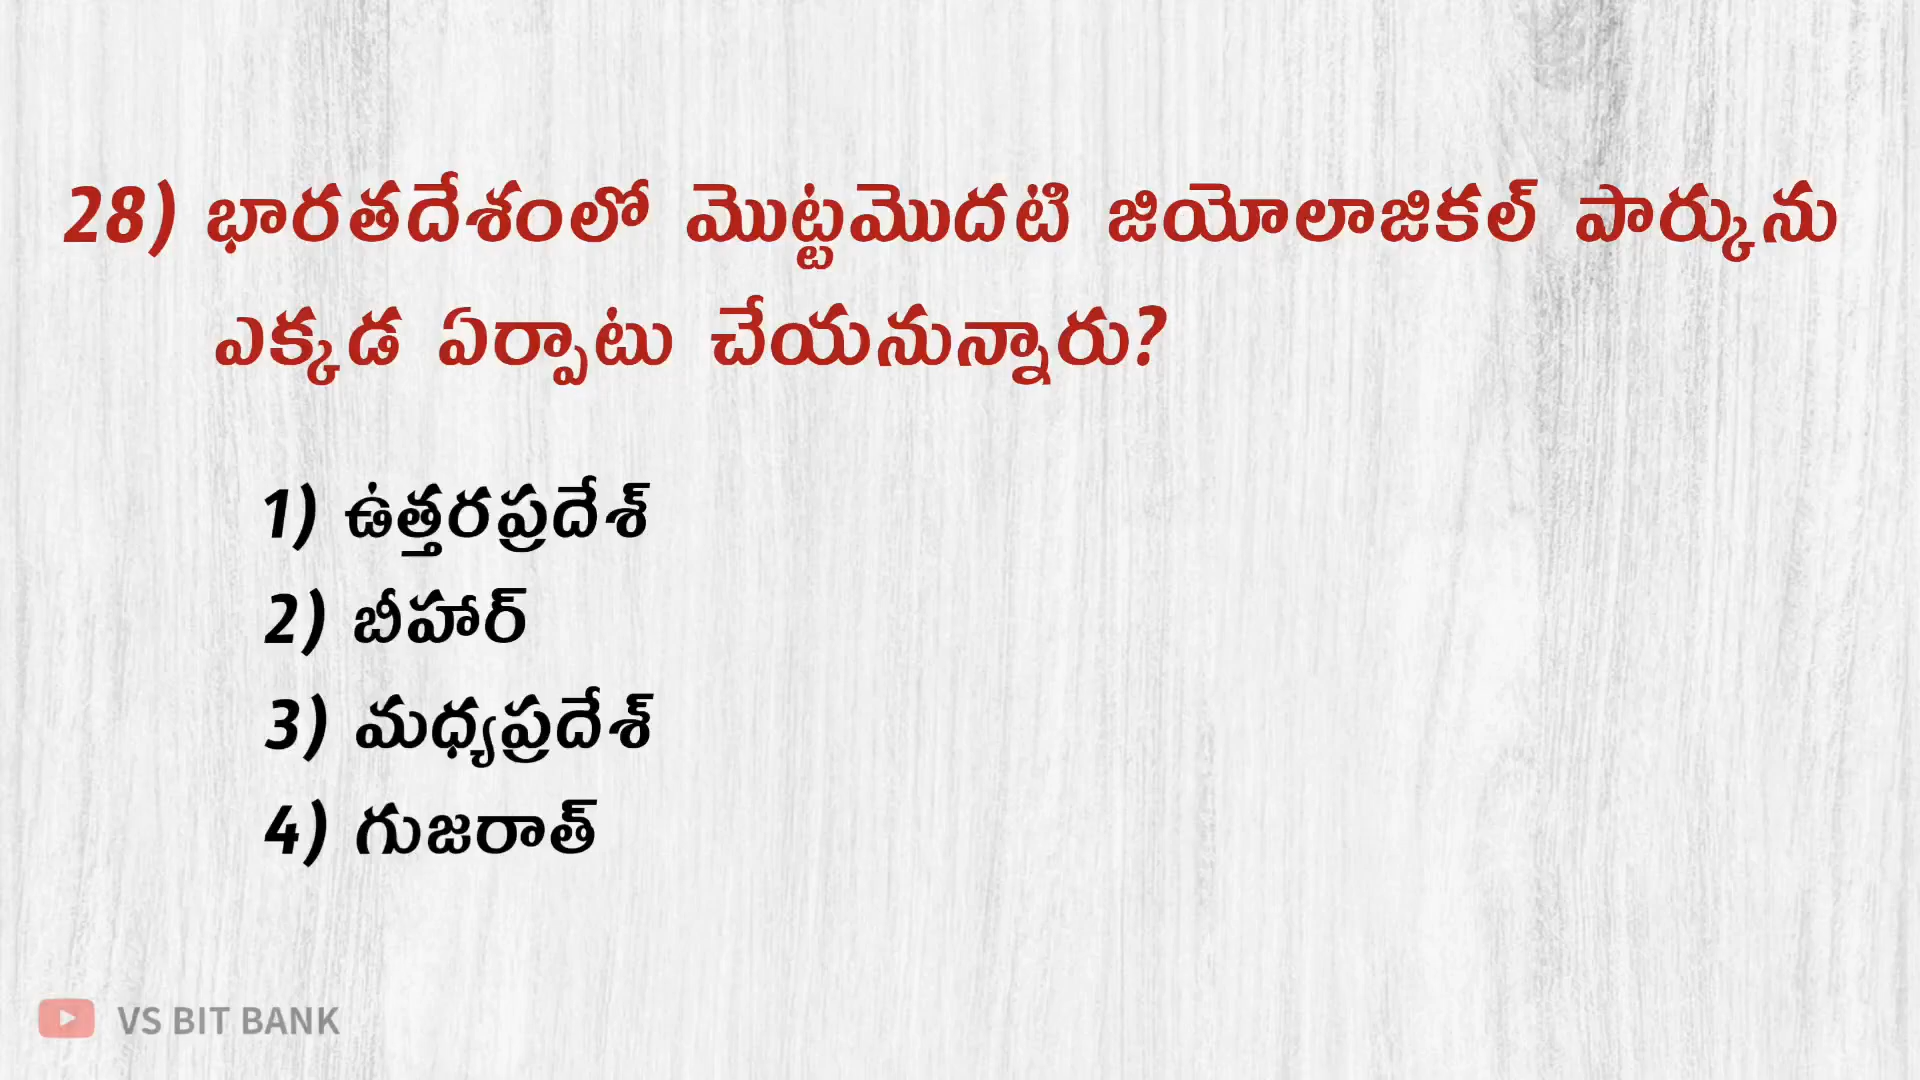 28) భారతదేశంలో మొట్టమొదటి జియోలాజికల్ పార్కును
ఎక్కడ ఏర్పాటు చేయనున్నారు?
1) ఉత్తరప్రదేశ్
2) బీహార్
3) మధ్యప్రదేశ్
4) గుజరాత్
VS BIT BANK